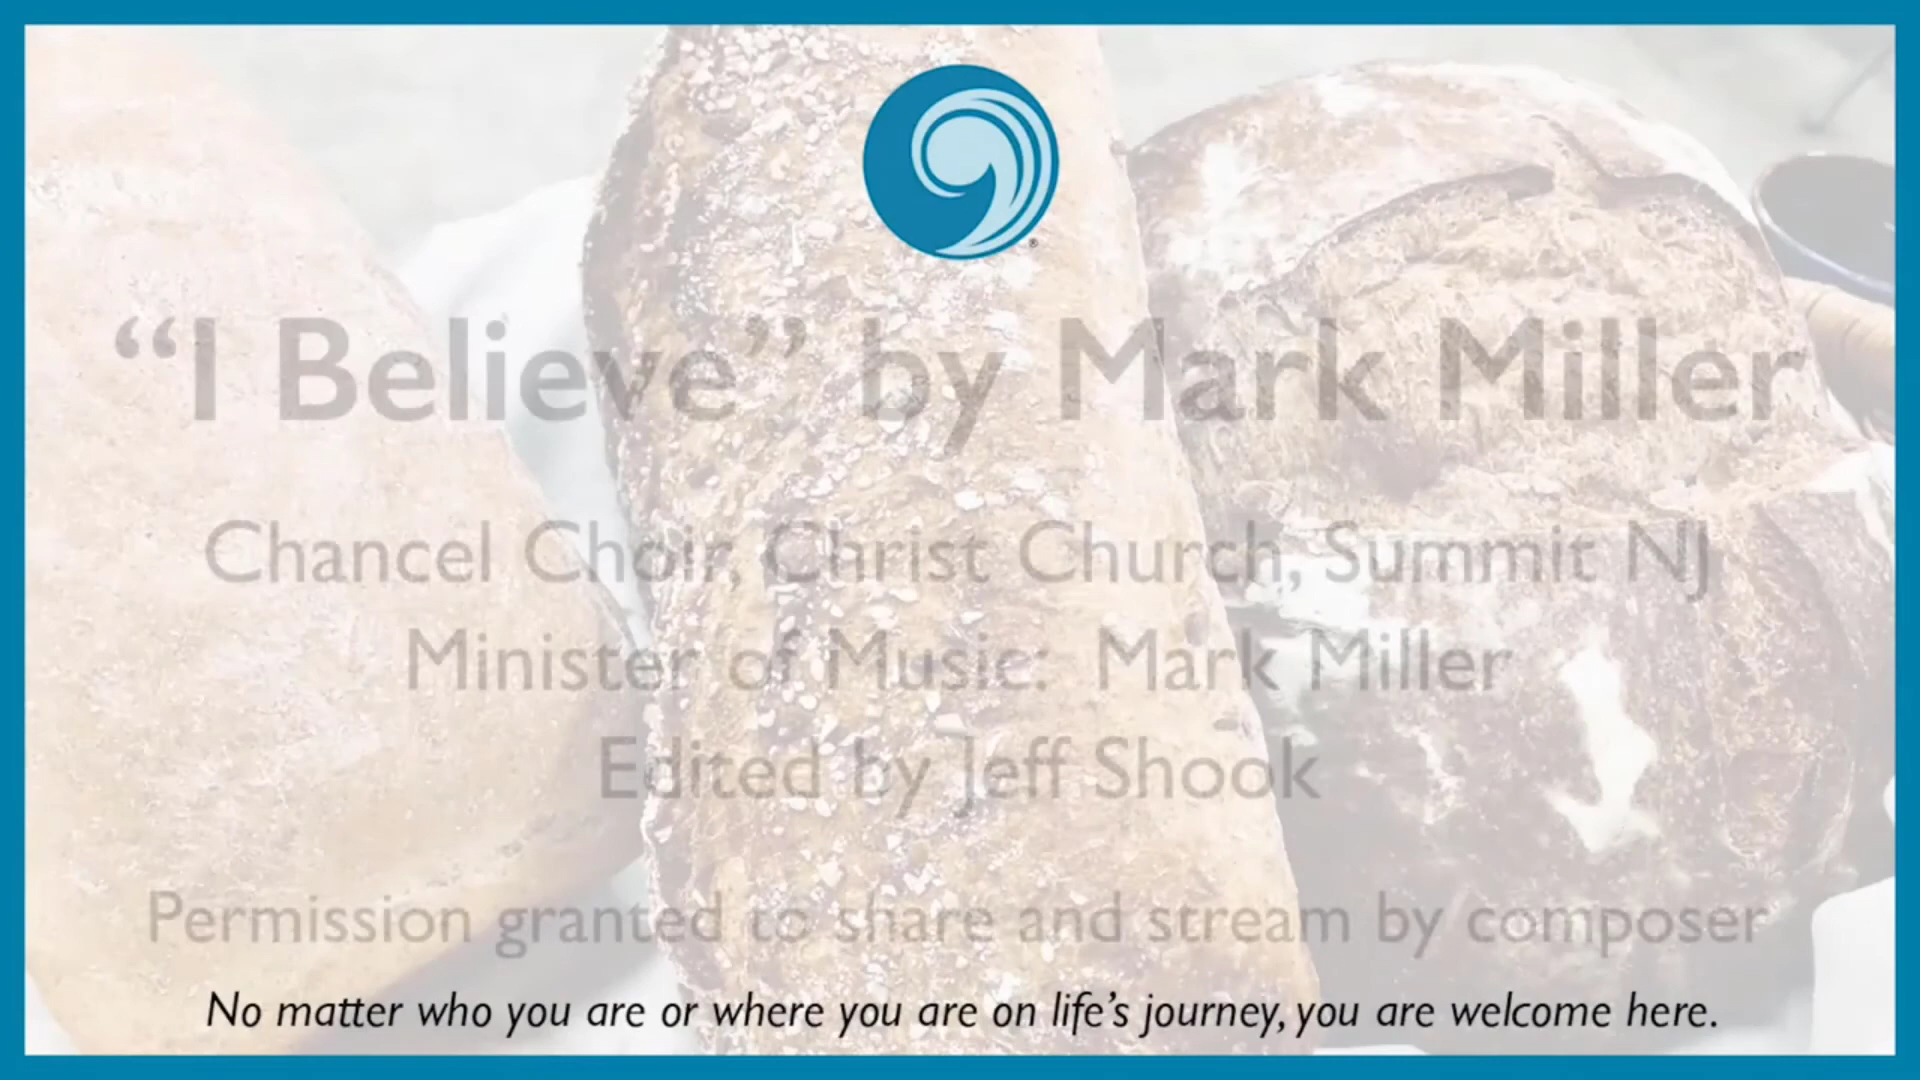 “I Believe” by Mark Miller
Chancel Choir, Christ Church, Summit NJ
Minister of Music: Mark Miller
Edited by Jeff Shook
Permission granted to share and stream by composer
No matter who you are or where you are on life’s journey, you are welcome here.